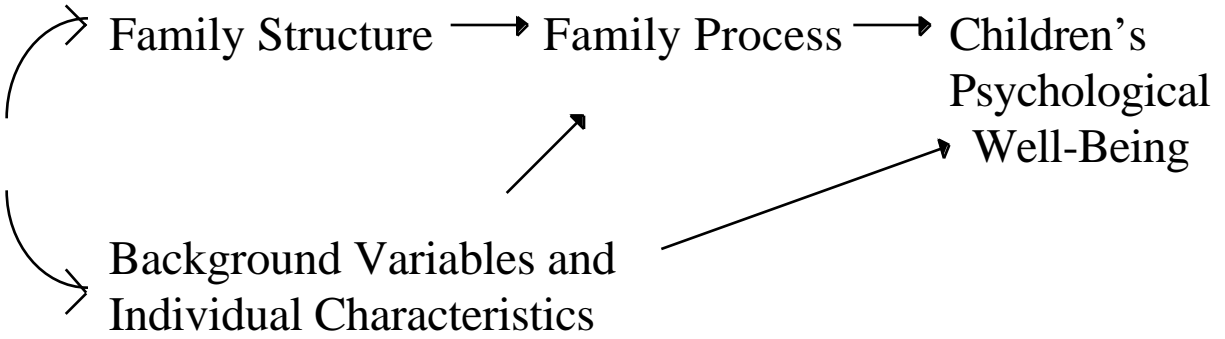 Family Structure
Family Process
Children's
Psychological
Well-Being
Background Variables and
Individual Characteristics